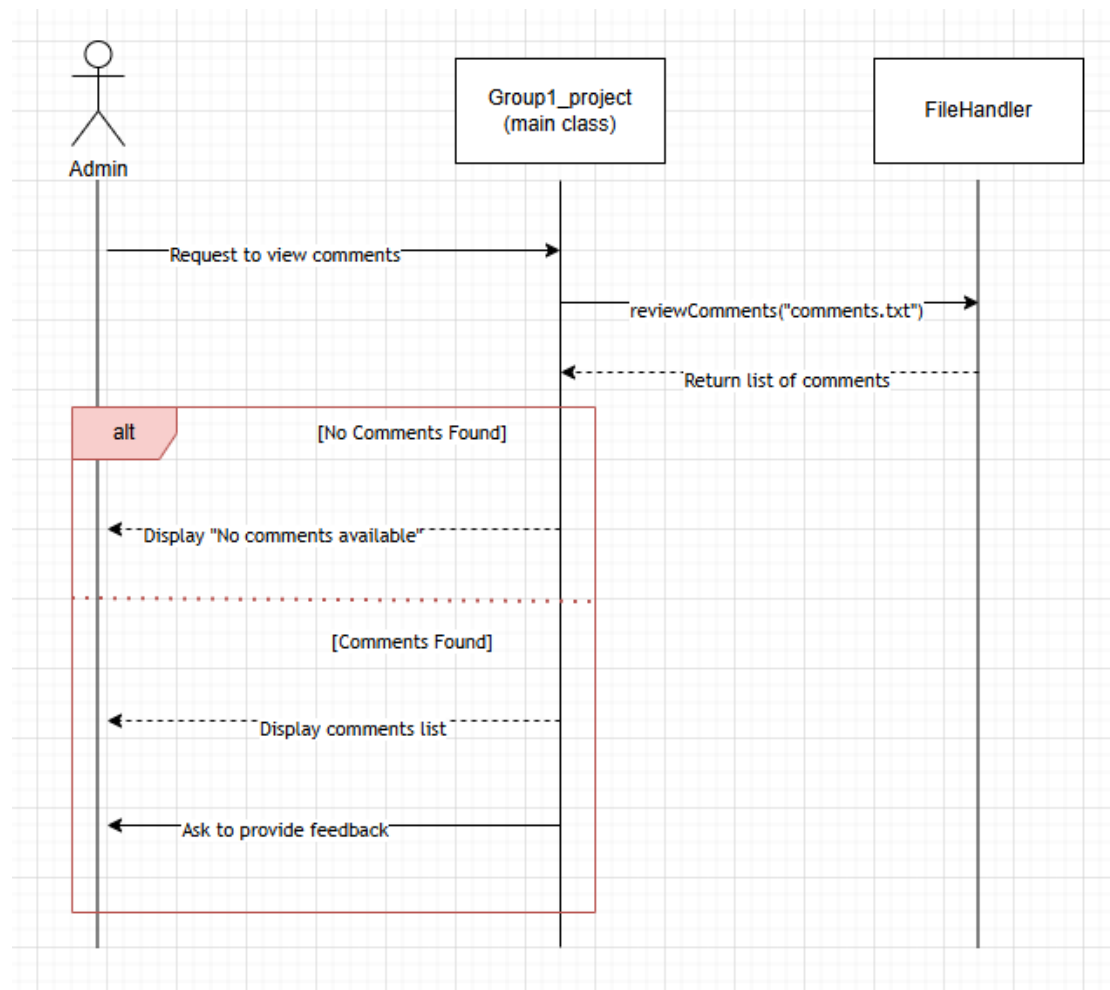 Group1_project
(main class)
FileHandler
Admin
Request to view comments
reviewComments("comments.txt")
Return list of comments
alt
[No Comments Found]
Display "No comments available"
[Comments Found]
Display comments list
Ask to provide feedback